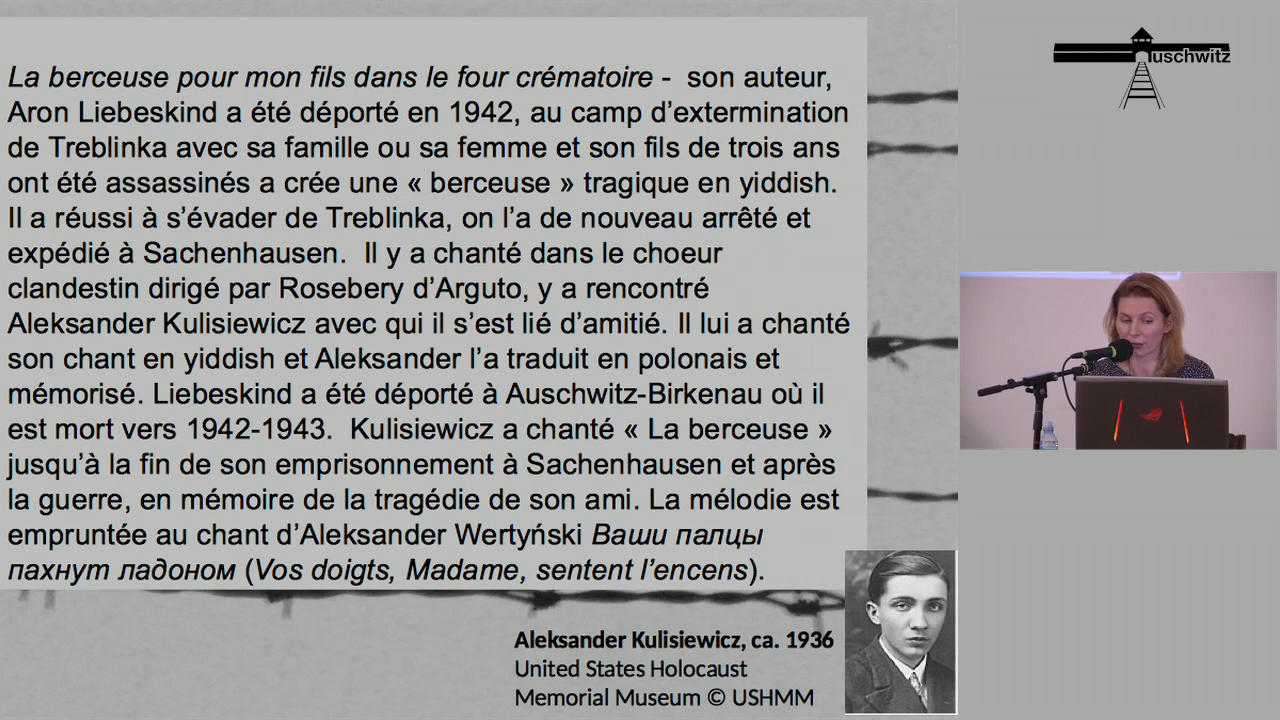 La berceuse pour mon fils dans le four crématoire - son auteur,
Aron Liebeskind a été déporté en 1942, au camp d’extermination
de Treblinka avec sa famille ou sa femme et son fils de trois ans
ont été assassinés a crée une « berceuse » tragique en yiddish.
Il a réussi à s’évader de Treblinka, on l’a de nouveau arrêté et
expédié à Sachenhausen. Il y a chanté dans le choeur
clandestin dirigé par Rosebery d’Arguto, y a rencontré
Aleksander Kulisiewicz avec qui il s’est lié d’amitié. Il lui a chanté
son chant en yiddish et Aleksander l’a traduit en polonais et
mémorisé. Liebeskind a été déporté à Auschwitz-Birkenau où il
est mort vers 1942-1943. Kulisiewicz a chanté « La berceuse »
jusqu’à la fin de son emprisonnement à Sachenhausen et après
la guerre, en mémoire de la tragédie de son ami. La mélodie est
empruntée au chant d’Aleksander Wertyński Ваши палцы
пахнут ладоном (Vos doigts, Madame, sentent l’encens).
Aleksander Kulisiewicz, ca. 1936
United States Holocaust
Memorial Museum © USHMM
uschwitz